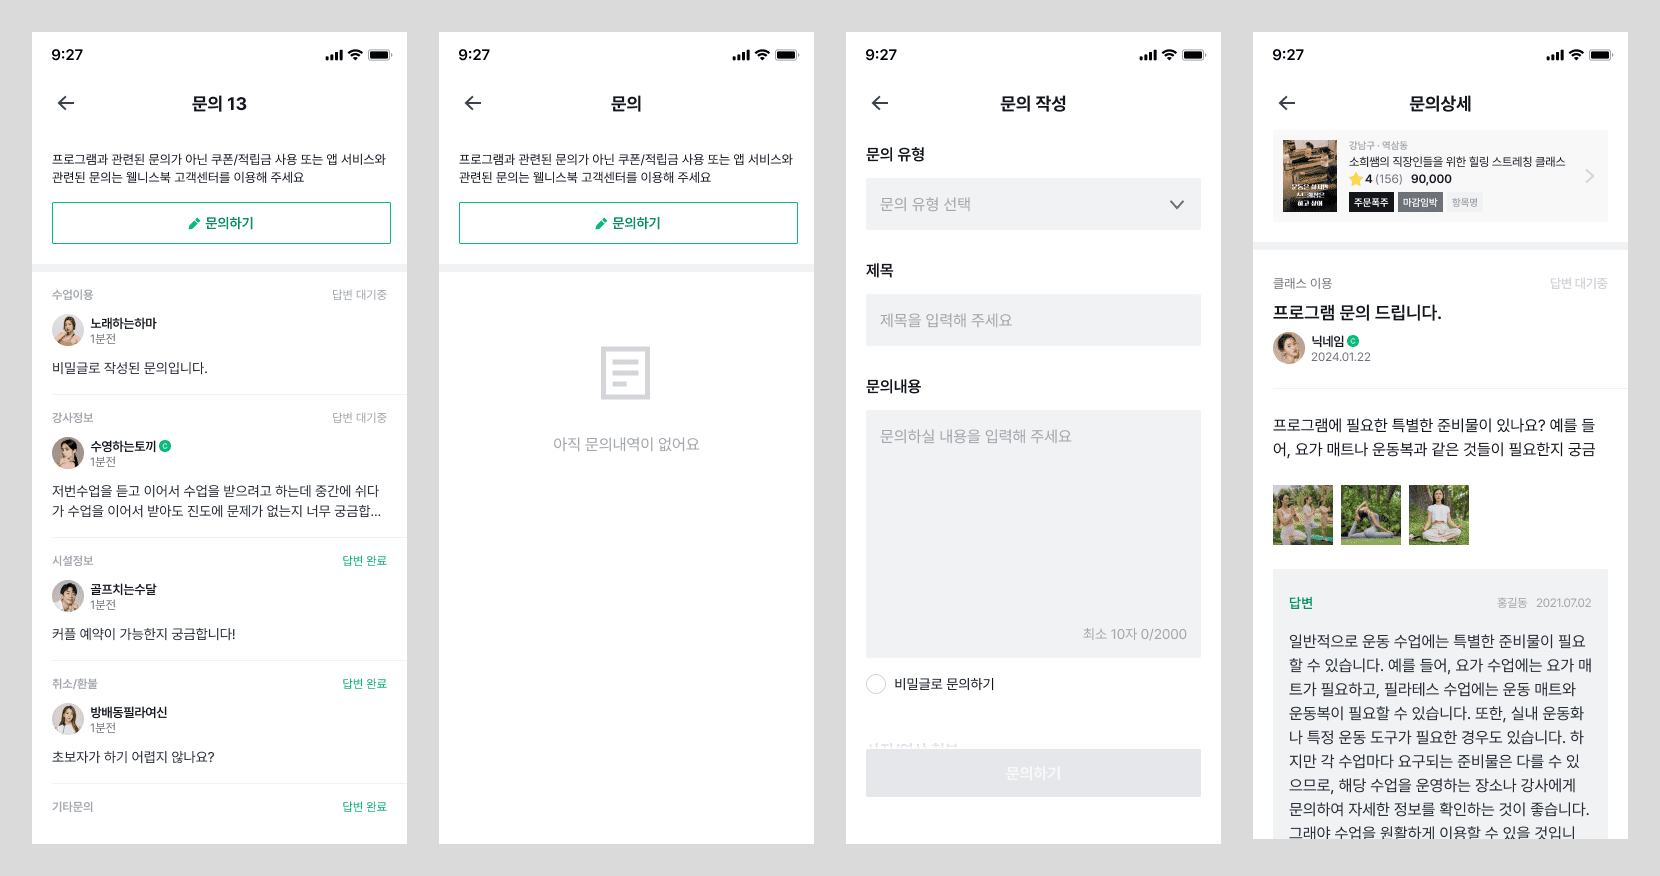 9:27
문의 13
프로그램과 관련된 문의가 아닌 쿠폰/적립금 사용 또는 앱 서비스와
관련된 문의는 웰니스북 고객센터를 이용해 주세요
문의하기
수업이용
답변 대기중
노래하는하마
1분전
비밀글로 작성된 문의입니다.
강사정보
답변 대기중
수영하는토끼
C
1분전
저번수업을 듣고 이어서 수업을 받으려고 하는데 중간에 쉬다
가 수업을 이어서 받아도 진도에 문제가 없는지 너무 궁금합...
시설정보
답변 완료
골프치는수달
1분전
커플 예약이 가능한지 궁금합니다!
취소/환불
답변 완료
방배동필라여신
1분전
초보자가 하기 어렵지 않나요?
기타문의
답변 완료
9:27
문의
프로그램과 관련된 문의가 아닌 쿠폰/적립금 사용 또는 앱 서비스와
관련된 문의는 웰니스북 고객센터를 이용해 주세요
문의하기
아직 문의내역이 없어요
9:27
문의 작성
문의 유형
문의 유형 선택
제목
제목을 입력해 주세요
문의내용
문의하실 내용을 입력해 주세요
최소 10자 0/2000
비밀글로 문의하기
문의하기
9:27
문의상세
강남구 · 역삼동
소희쌤의 직장인들을 위한 힐링 스트레칭 클래스
4 (156) 90,000
주문폭주 마감임박 항목명
클래스 이용
답변 대기중
프로그램 문의 드립니다.
닉네임
C
2024.01.22
프로그램에 필요한 특별한 준비물이 있나요? 예를 들
어, 요가 매트나 운동복과 같은 것들이 필요한지 궁금
답변
홍길동 2021.07.02
일반적으로 운동 수업에는 특별한 준비물이 필요
할 수 있습니다. 예를 들어, 요가 수업에는 요가 매
트가 필요하고, 필라테스 수업에는 운동 매트와
운동복이 필요할 수 있습니다. 또한, 실내 운동화
나 특정 운동 도구가 필요한 경우도 있습니다. 하
지만 각 수업마다 요구되는 준비물은 다를 수 있
으므로, 해당 수업을 운영하는 장소나 강사에게
문의하여 자세한 정보를 확인하는 것이 좋습니다.
그래야 수업을 원활하게 이용할 수 있을 것입니